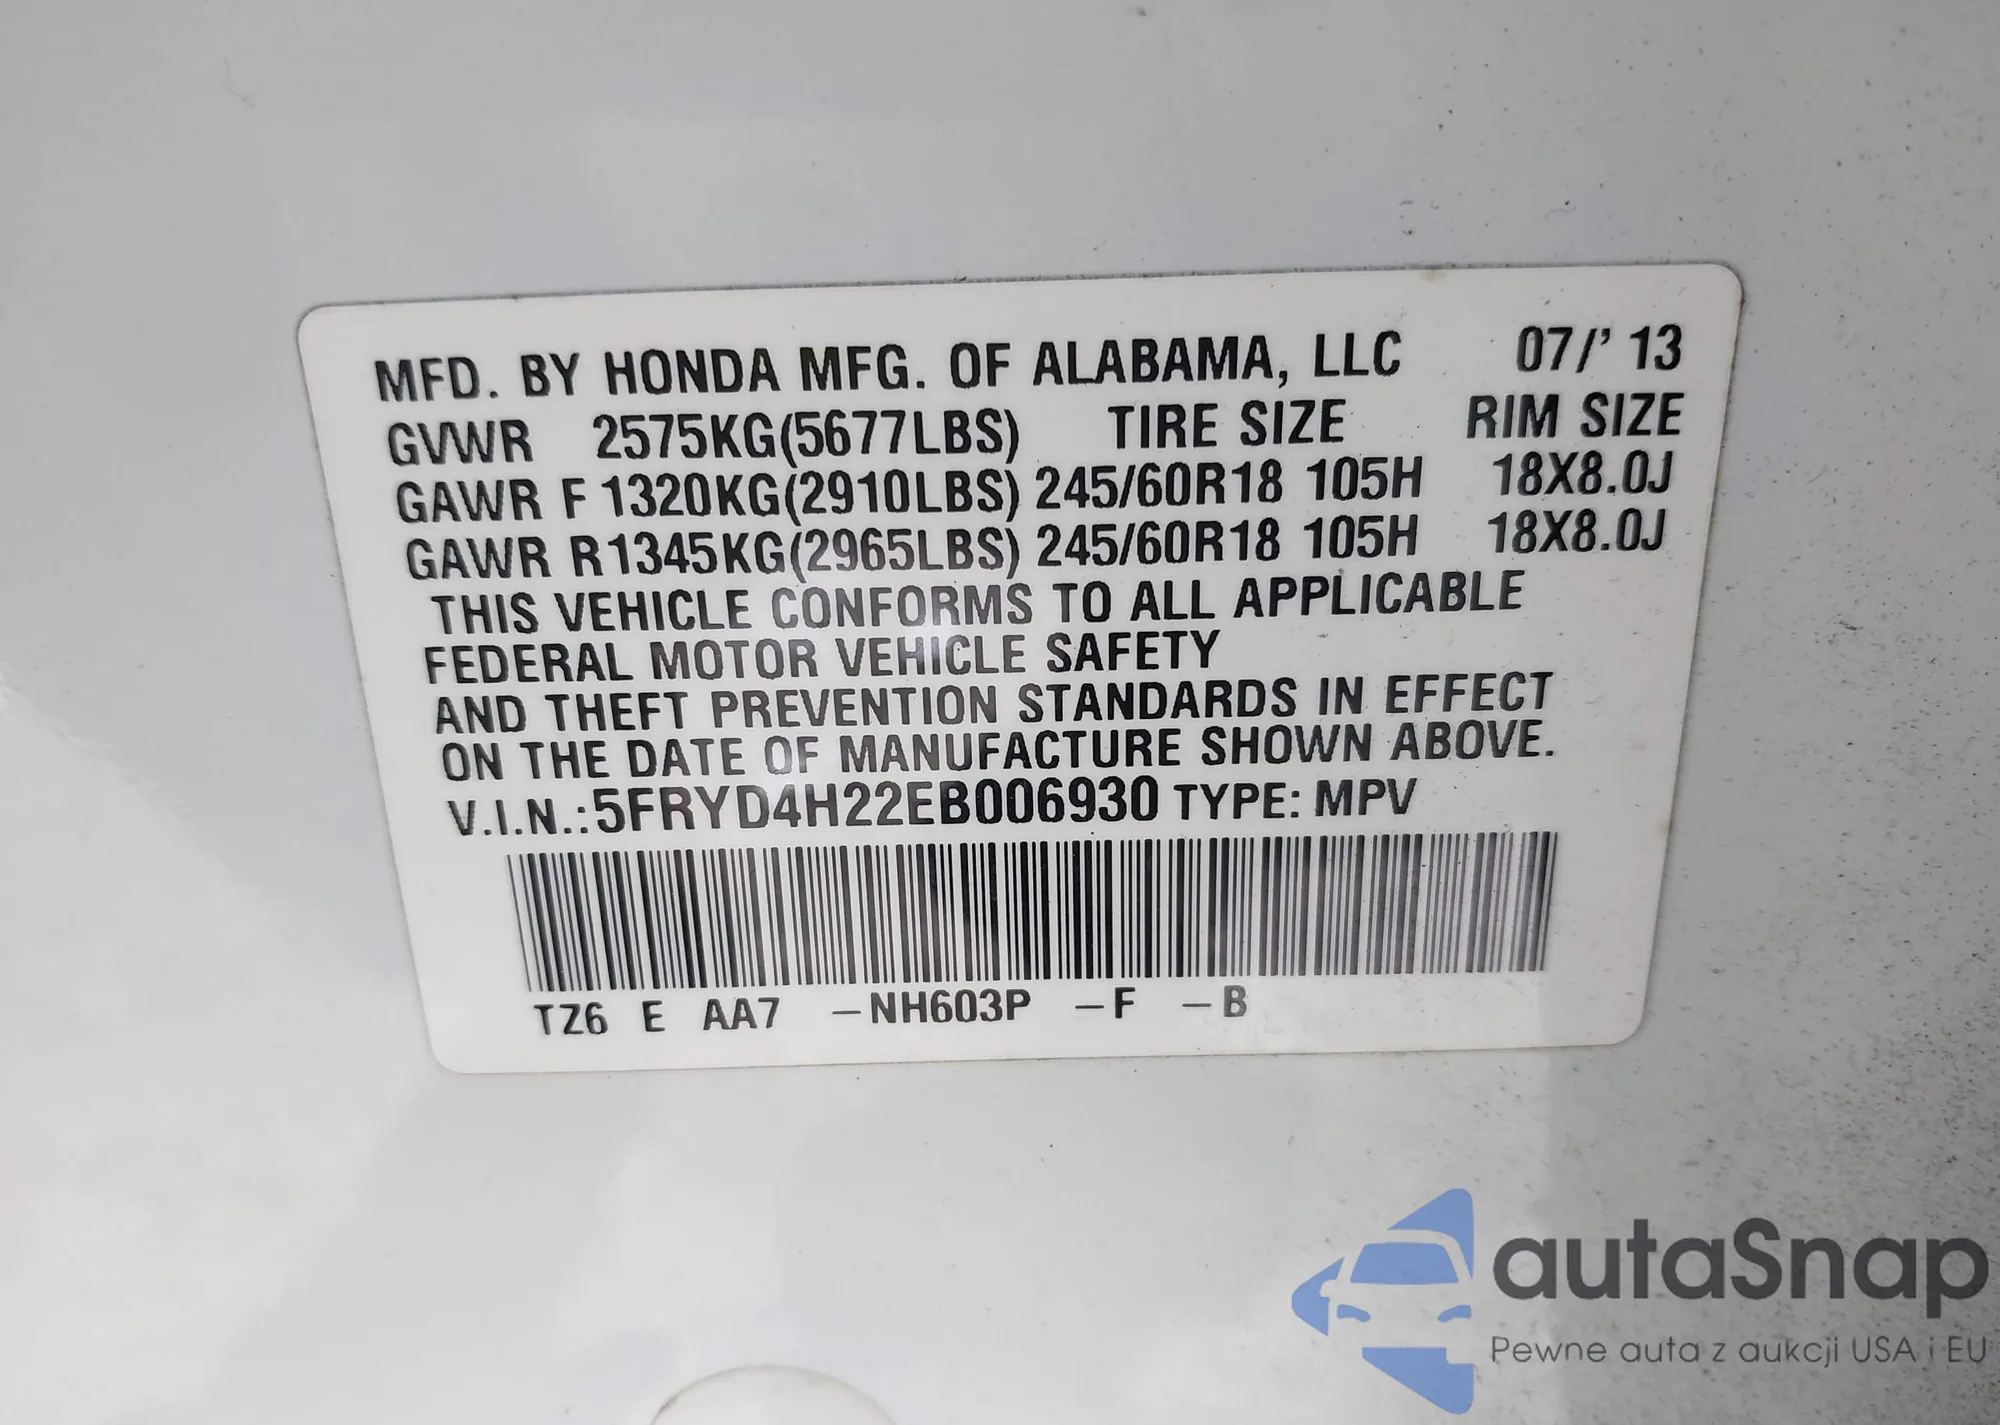 MFD. BY HONDA MFG. OF ALABAMA, LLC 07/' 13
GVWR 2575KG(5677LBS) TIRE SIZE RIM SIZE
GAWR F 1320KG(2910LBS) 245/60R18 105H 18X8.0J
GAWR R1345KG(2965LBS) 245/60R18 105H 18X8.0J
THIS VEHICLE CONFORMS TO ALL APPLICABLE
FEDERAL MOTOR VEHICLE SAFETY
AND THEFT PREVENTION STANDARDS IN EFFECT
ON THE DATE OF MANUFACTURE SHOWN ABOVE.
V.I.N.:5FRYD4H22EB006930 TYPE: MPV
TZ6 E AA7 –NH603P –F –B
autaSnap
Pewne auta z aukcji USA i EU